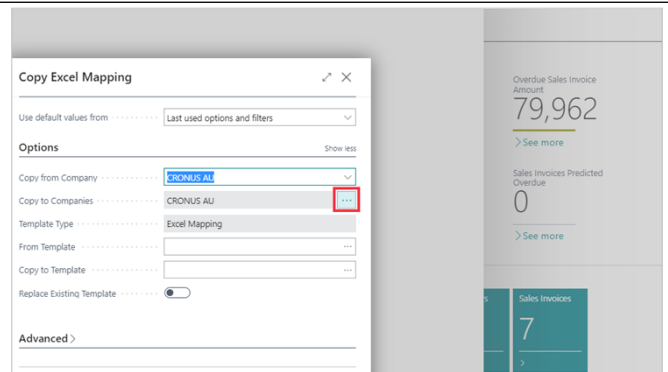 Copy Excel Mapping
Use default values from
Last used options and filters
Options
Show less
Copy from Company
CRONUS AU
Copy to Companies
CRONUS AU
Template Type
Excel Mapping
From Template
Copy to Template
Replace Existing Template
Advanced >
Overdue Sales Invoice
Amount
79,962
> See more
Sales Invoices Predicted
Overdue
0
> See more
s
Sales Invoices
7
>